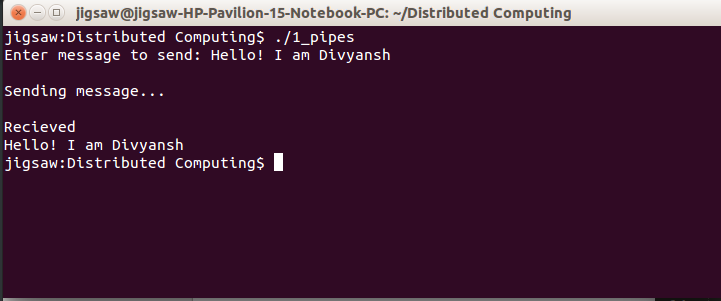 jigsaw@jigsaw-HP-Pavilion-15-Notebook-PC: ~/Distributed Computing
jigsaw:Distributed Computing$ ./1_pipes
Enter message to send: Hello! I am Divyansh
Sending message...
Recieved
Hello! I am Divyansh
jigsaw:Distributed Computing$